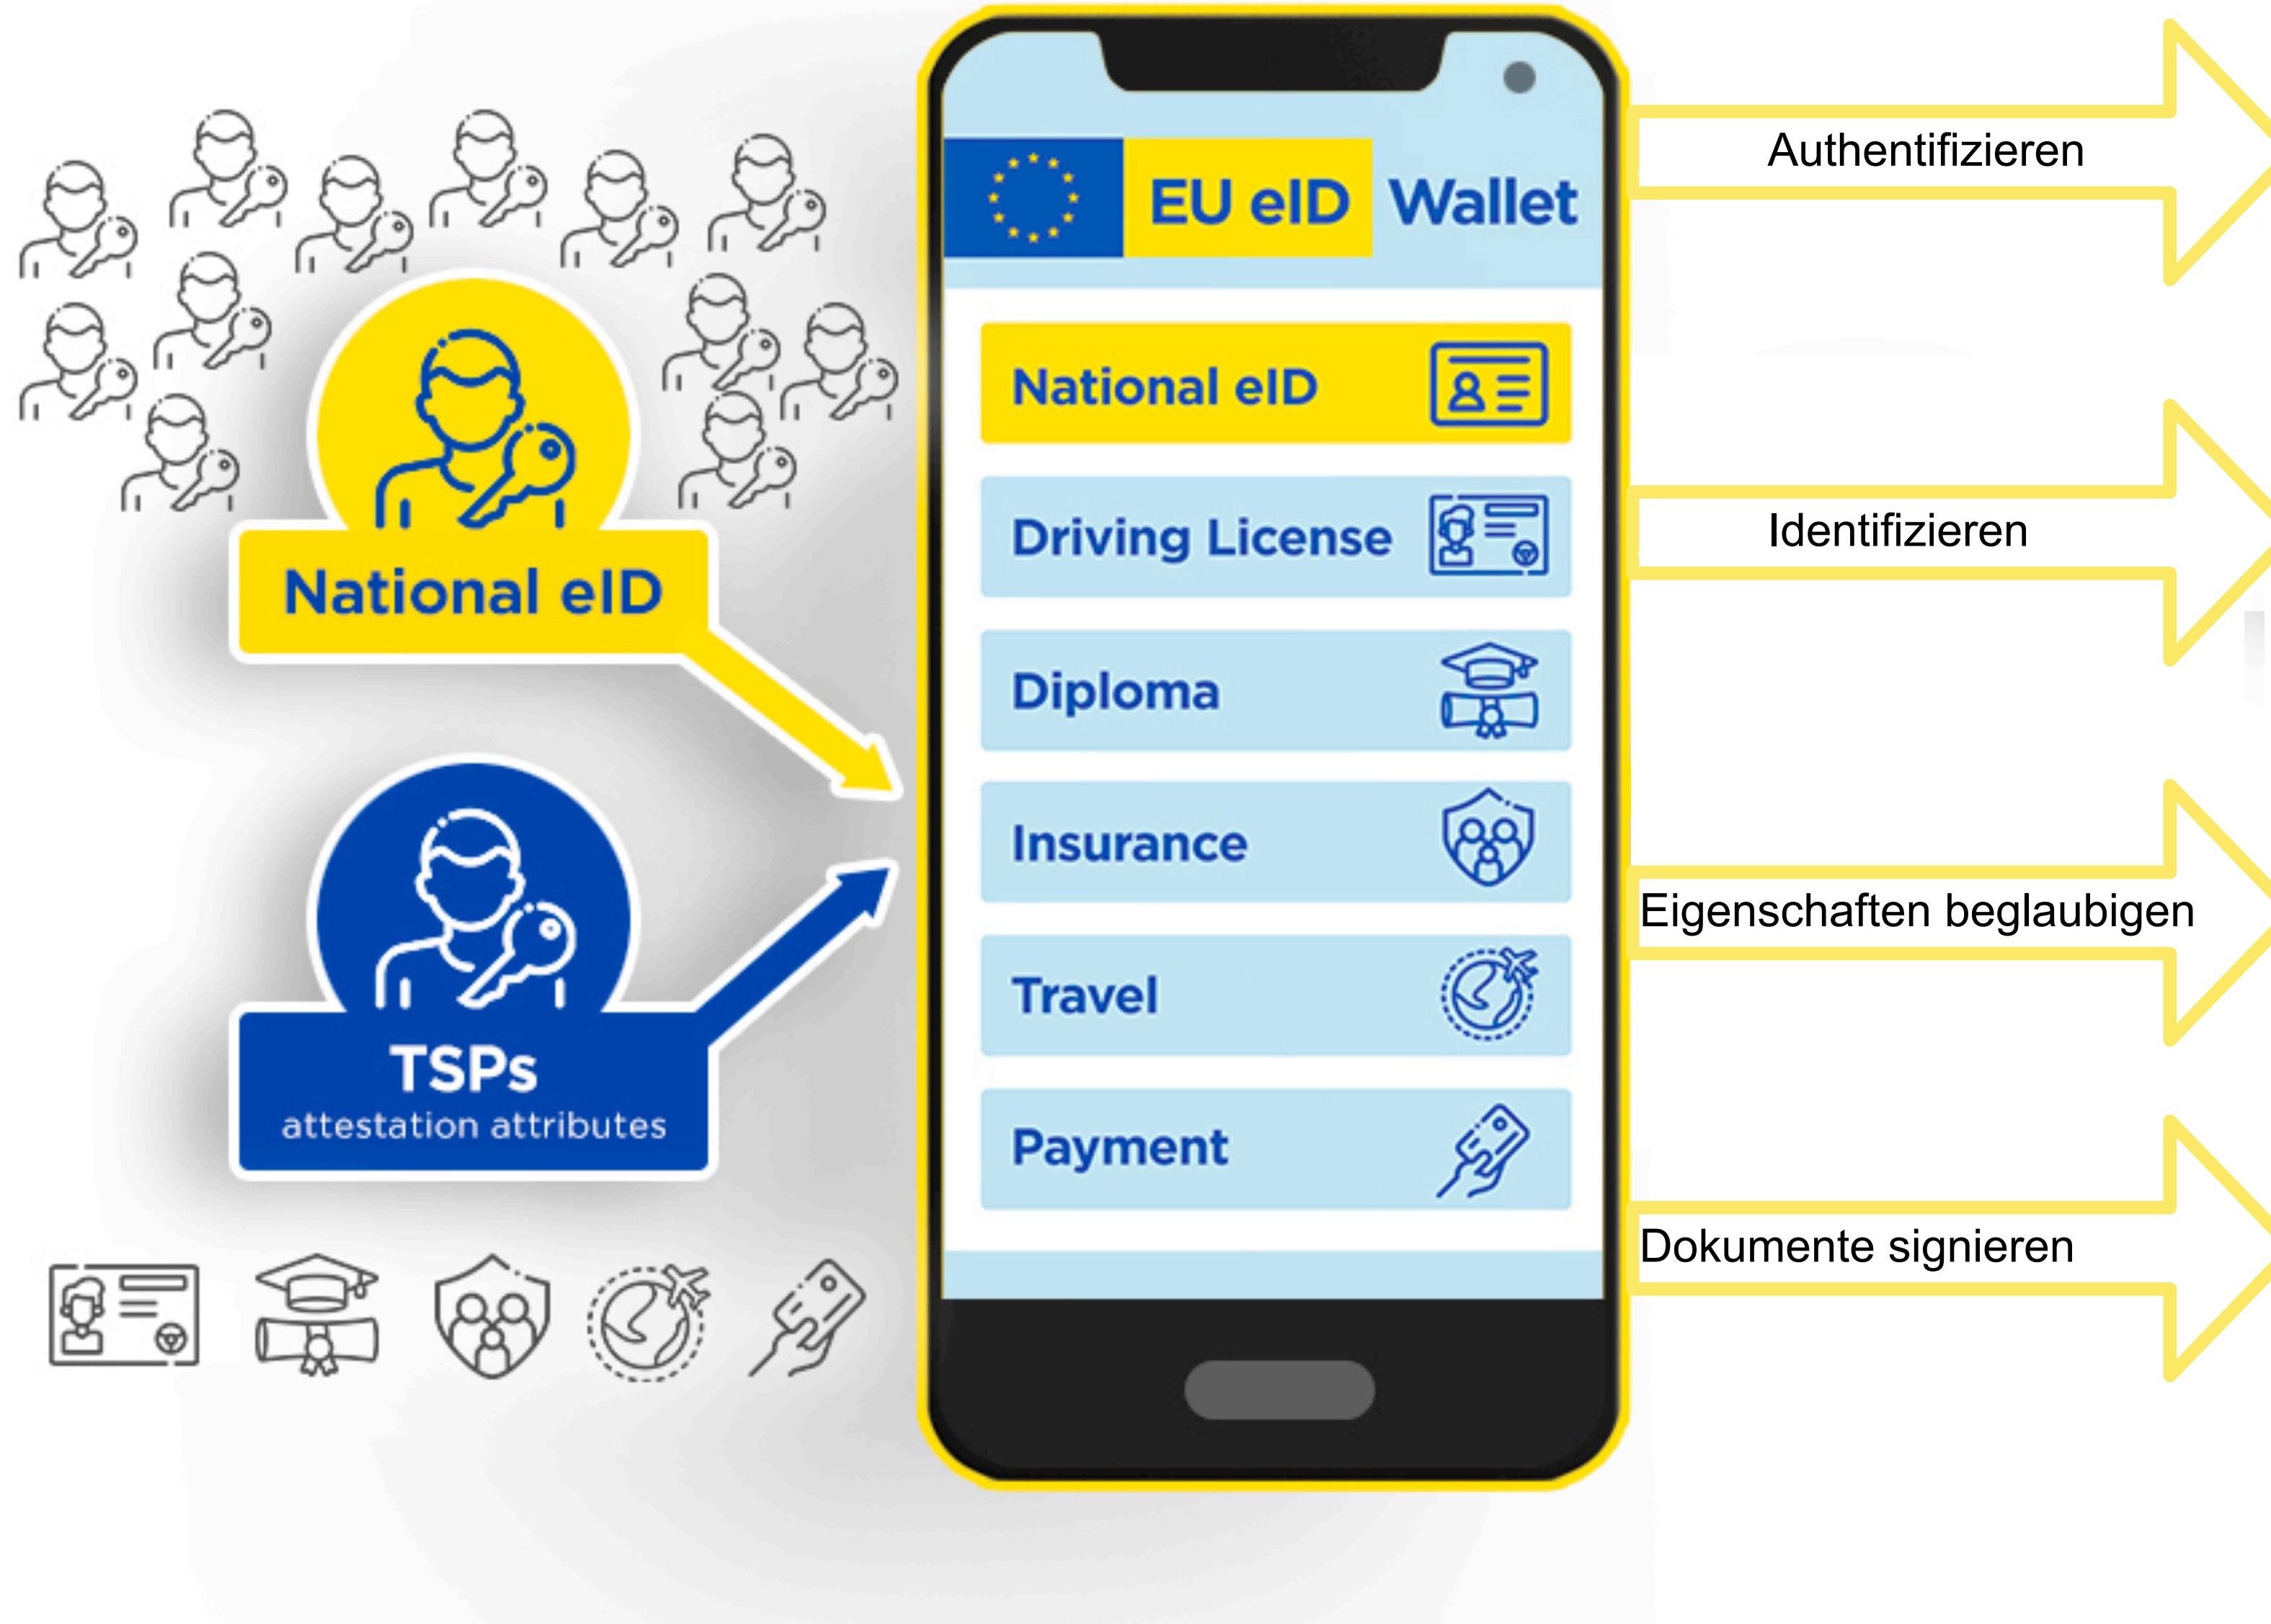 National eID
TSPs
attestation attributes
EU eID Wallet
National eID
Driving License
Diploma
Insurance
Travel
Payment
Authentifizieren
Identifizieren
Eigenschaften beglaubigen
Dokumente signieren